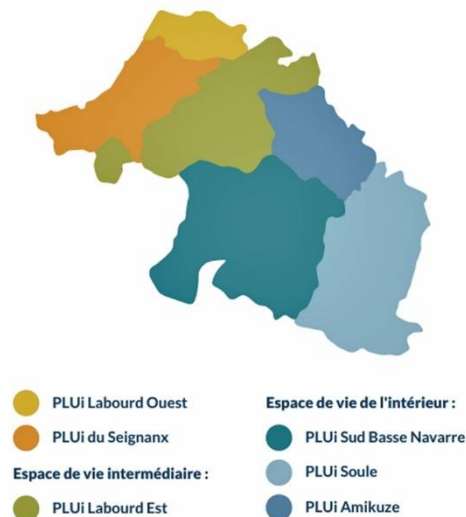 PLUi Labourd Ouest
PLUi du Seignanx
Espace de vie intermédiaire :
PLUi Labourd Est
Espace de vie de l'intérieur :
PLUi Sud Basse Navarre
PLUi Soule
PLUi Amikuze